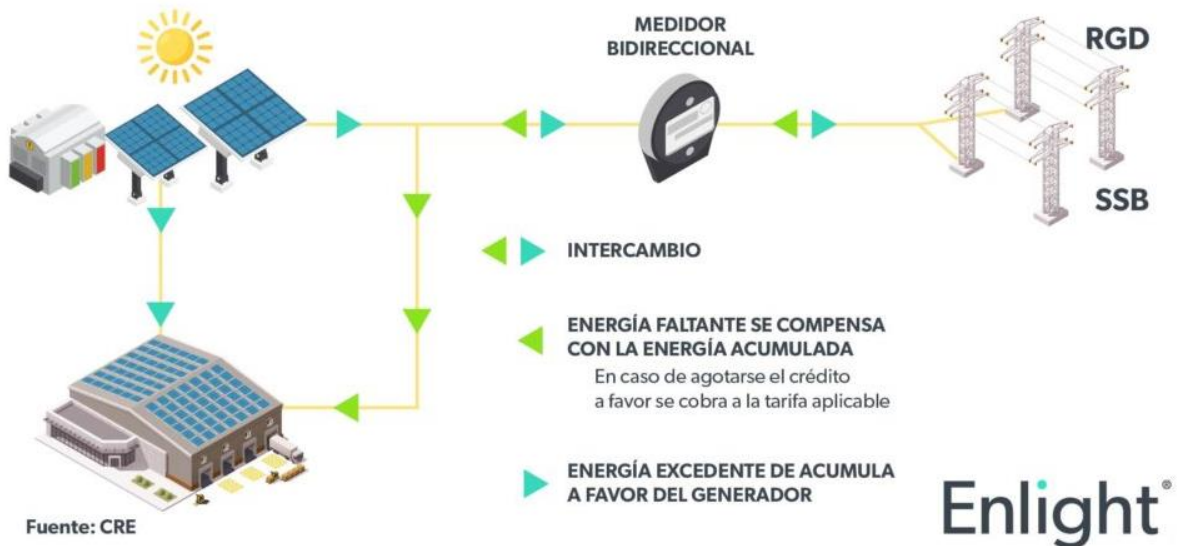 MEDIDOR
BIDIRECCIONAL
RGD
SSB
INTERCAMBIO
ENERGÍA FALTANTE SE COMPENSA
CON LA ENERGÍA ACUMULADA
En caso de agotarse el crédito
a favor se cobra a la tarifa aplicable
ENERGÍA EXCEDENTE DE ACUMULA
A FAVOR DEL GENERADOR
Fuente: CRE
Enlight®